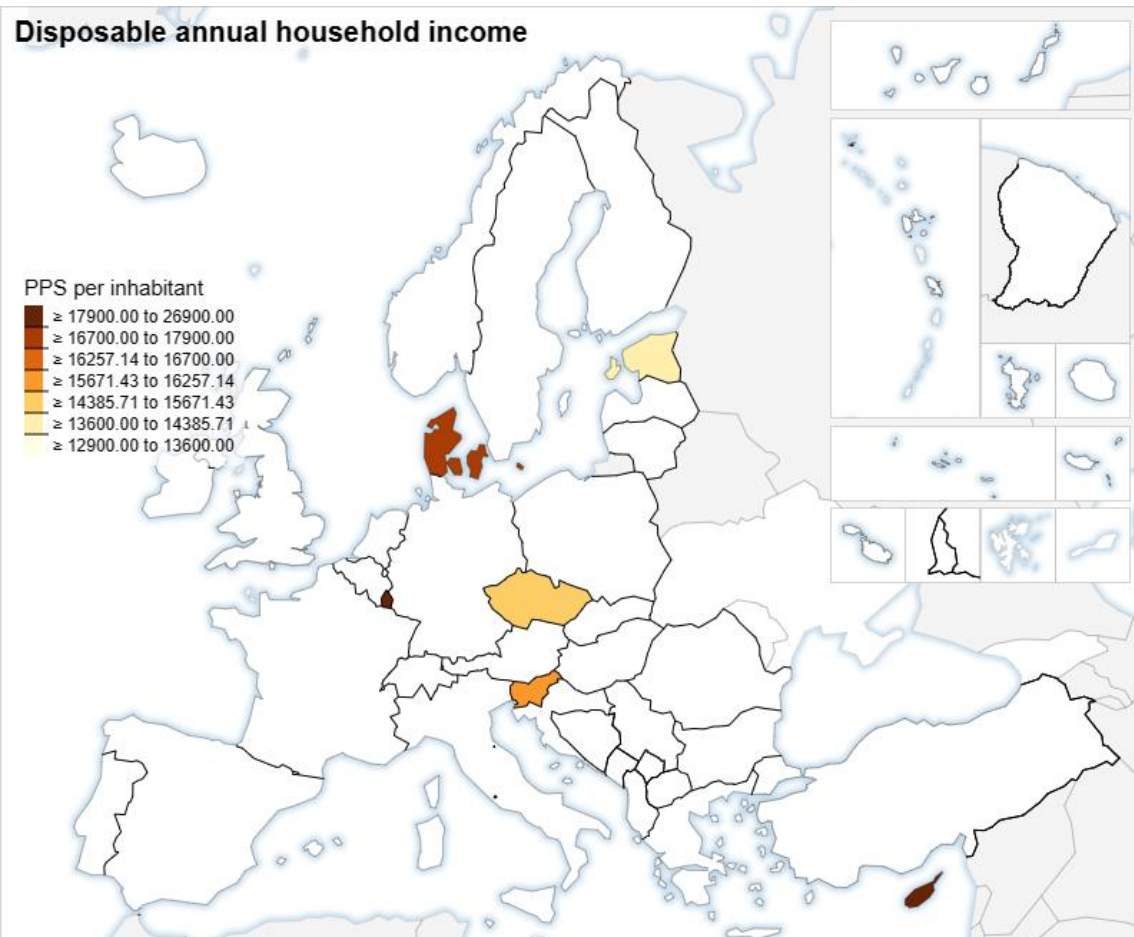 Disposable annual household income
PPS per inhabitant
≥ 17900.00 to 26900.00
≥ 16700.00 to 17900.00
≥ 16257.14 to 16700.00
≥ 15671.43 to 16257.14
≥ 14385.71 to 15671.43
≥ 13600.00 to 14385.71
≥ 12900.00 to 13600.00